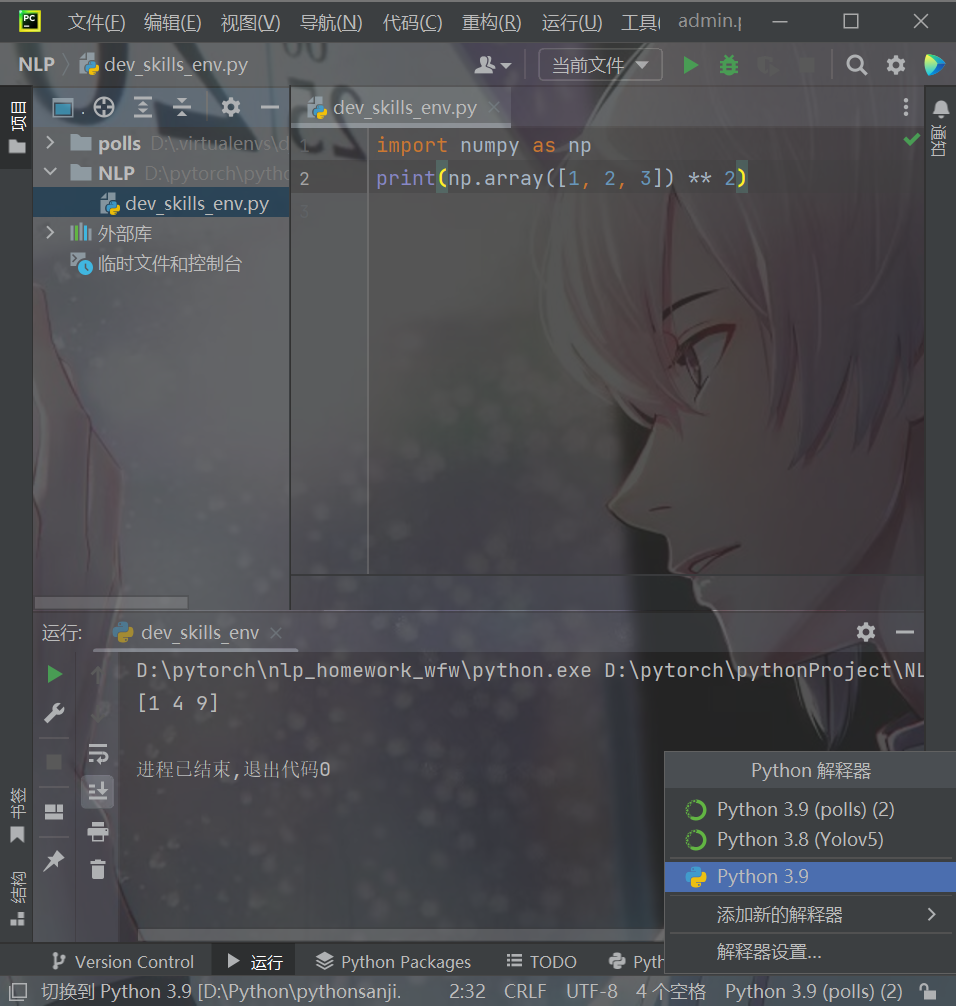 PC 文件(F) 编辑(E) 视图(V) 导航(N) 代码(C) 重构(R) 运行(U) 工具( admin.p
NLP dev_skills_env.py 当前文件
项目
dev_skills_env.py
通知
polls D:\.virtualenvs\d
NLP D:\pytorch\pytho
dev_skills_env.py
外部库
临时文件和控制台
1 import numpy as np
2 print(np.array([1, 2, 3]) ** 2)
3
运行: dev_skills_env
D:\pytorch\nlp_homework_wfw\python.exe D:\pytorch\pythonProject\NL
[1 4 9]
进程已结束,退出代码0
书签
结构
Python 解释器
Python 3.9 (polls) (2)
Python 3.8 (Yolov5)
Python 3.9
添加新的解释器
解释器设置...
Version Control 运行 Python Packages TODO Pyth
切换到 Python 3.9 [D:\Python\pythonsanji. 2:32 CRLF UTF-8 4 个空格 Python 3.9 (polls) (2)